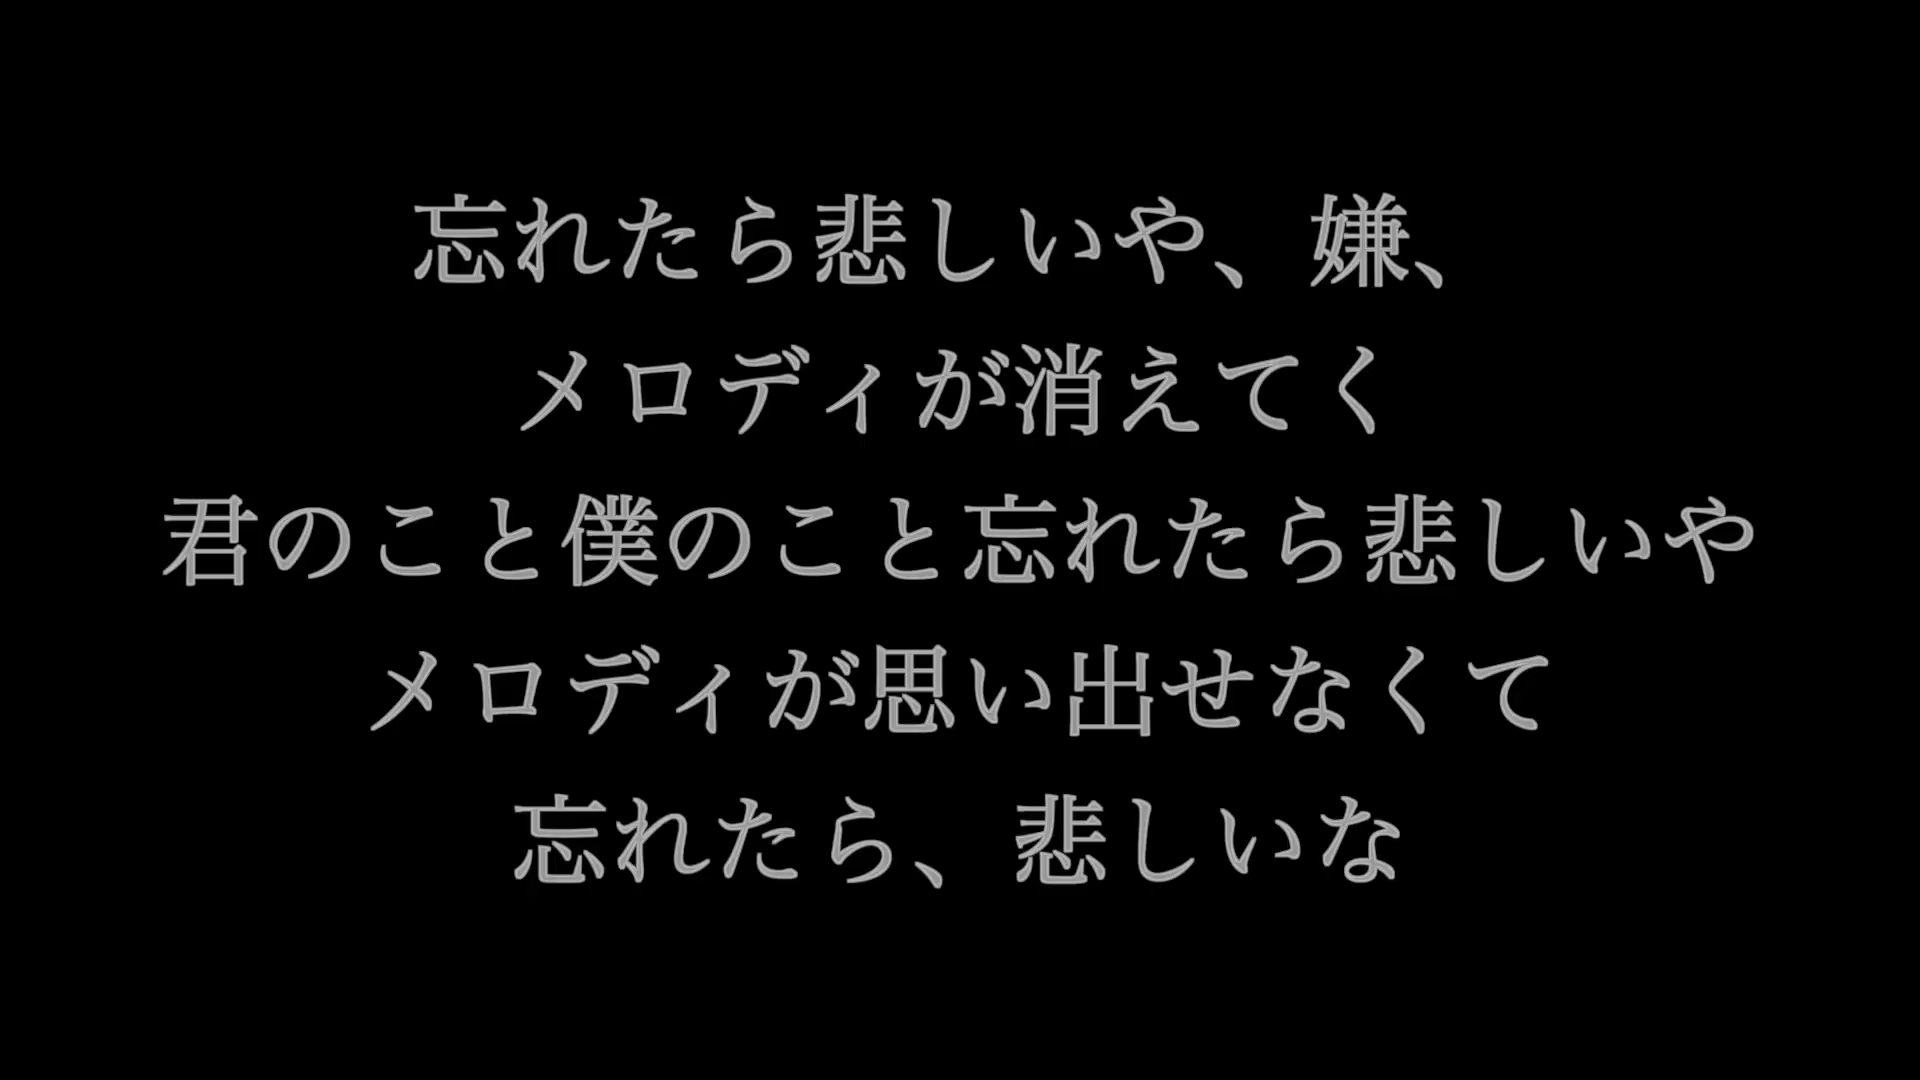 忘れたら悲しいや、嫌、
メロディが消えてく
君のこと僕のこと忘れたら悲しいや
メロディが思い出せなくて
忘れたら、悲しいな